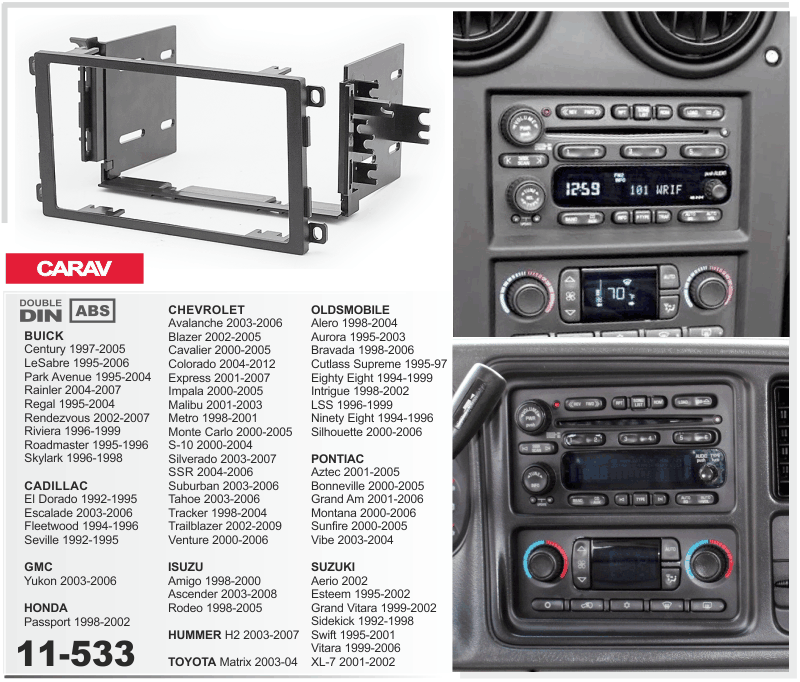 CARAV
DOUBLE
DIN
ABS
BUICK
Century 1997-2005
LeSabre 1995-2006
Park Avenue 1995-2004
Rainler 2004-2007
Regal 1995-2004
Rendezvous 2002-2007
Riviera 1996-1999
Roadmaster 1995-1996
Skylark 1996-1998
CADILLAC
El Dorado 1992-1995
Escalade 2003-2006
Fleetwood 1994-1996
Seville 1992-1995
GMC
Yukon 2003-2006
HONDA
Passport 1998-2002
11-533
CHEVROLET
Avalanche 2003-2006
Blazer 2002-2005
Cavalier 2000-2005
Colorado 2004-2012
Express 2001-2007
Impala 2000-2005
Malibu 2001-2003
Metro 1998-2001
Monte Carlo 2000-2005
S-10 2000-2004
Silverado 2003-2007
SSR 2004-2006
Suburban 2003-2006
Tahoe 2003-2006
Tracker 1998-2004
Trailblazer 2002-2009
Venture 2000-2006
ISUZU
Amigo 1998-2000
Ascender 2003-2008
Rodeo 1998-2005
HUMMER H2 2003-2007
TOYOTA Matrix 2003-04
OLDSMOBILE
Alero 1998-2004
Aurora 1995-2003
Bravada 1998-2006
Cutlass Supreme 1995-97
Eighty Eight 1994-1999
Intrigue 1998-2002
LSS 1996-1999
Ninety Eight 1994-1996
Silhouette 2000-2006
PONTIAC
Aztec 2001-2005
Bonneville 2000-2005
Grand Am 2001-2006
Montana 2000-2006
Sunfire 2000-2005
Vibe 2003-2004
SUZUKI
Aerio 2002
Esteem 1995-2002
Grand Vitara 1999-2002
Sidekick 1992-1998
Swift 1995-2001
Vitara 1999-2006
XL-7 2001-2002
VOLUME
12:59
101 WRIF
AUTO
70°
AUTO